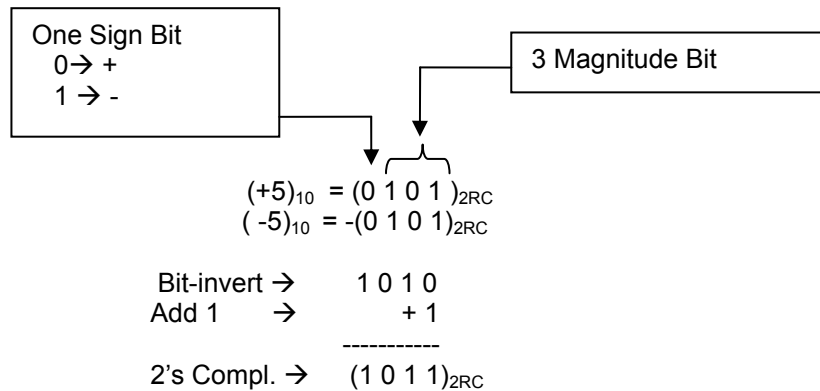 One Sign Bit
0→ +
1 → -
3 Magnitude Bit
(+5)10 = (0 1 0 1 )2RC
( -5)10 = -(0 1 0 1)2RC
Bit-invert → 1 0 1 0
Add 1 → + 1
-----------
2's Compl. → (1 0 1 1)2RC